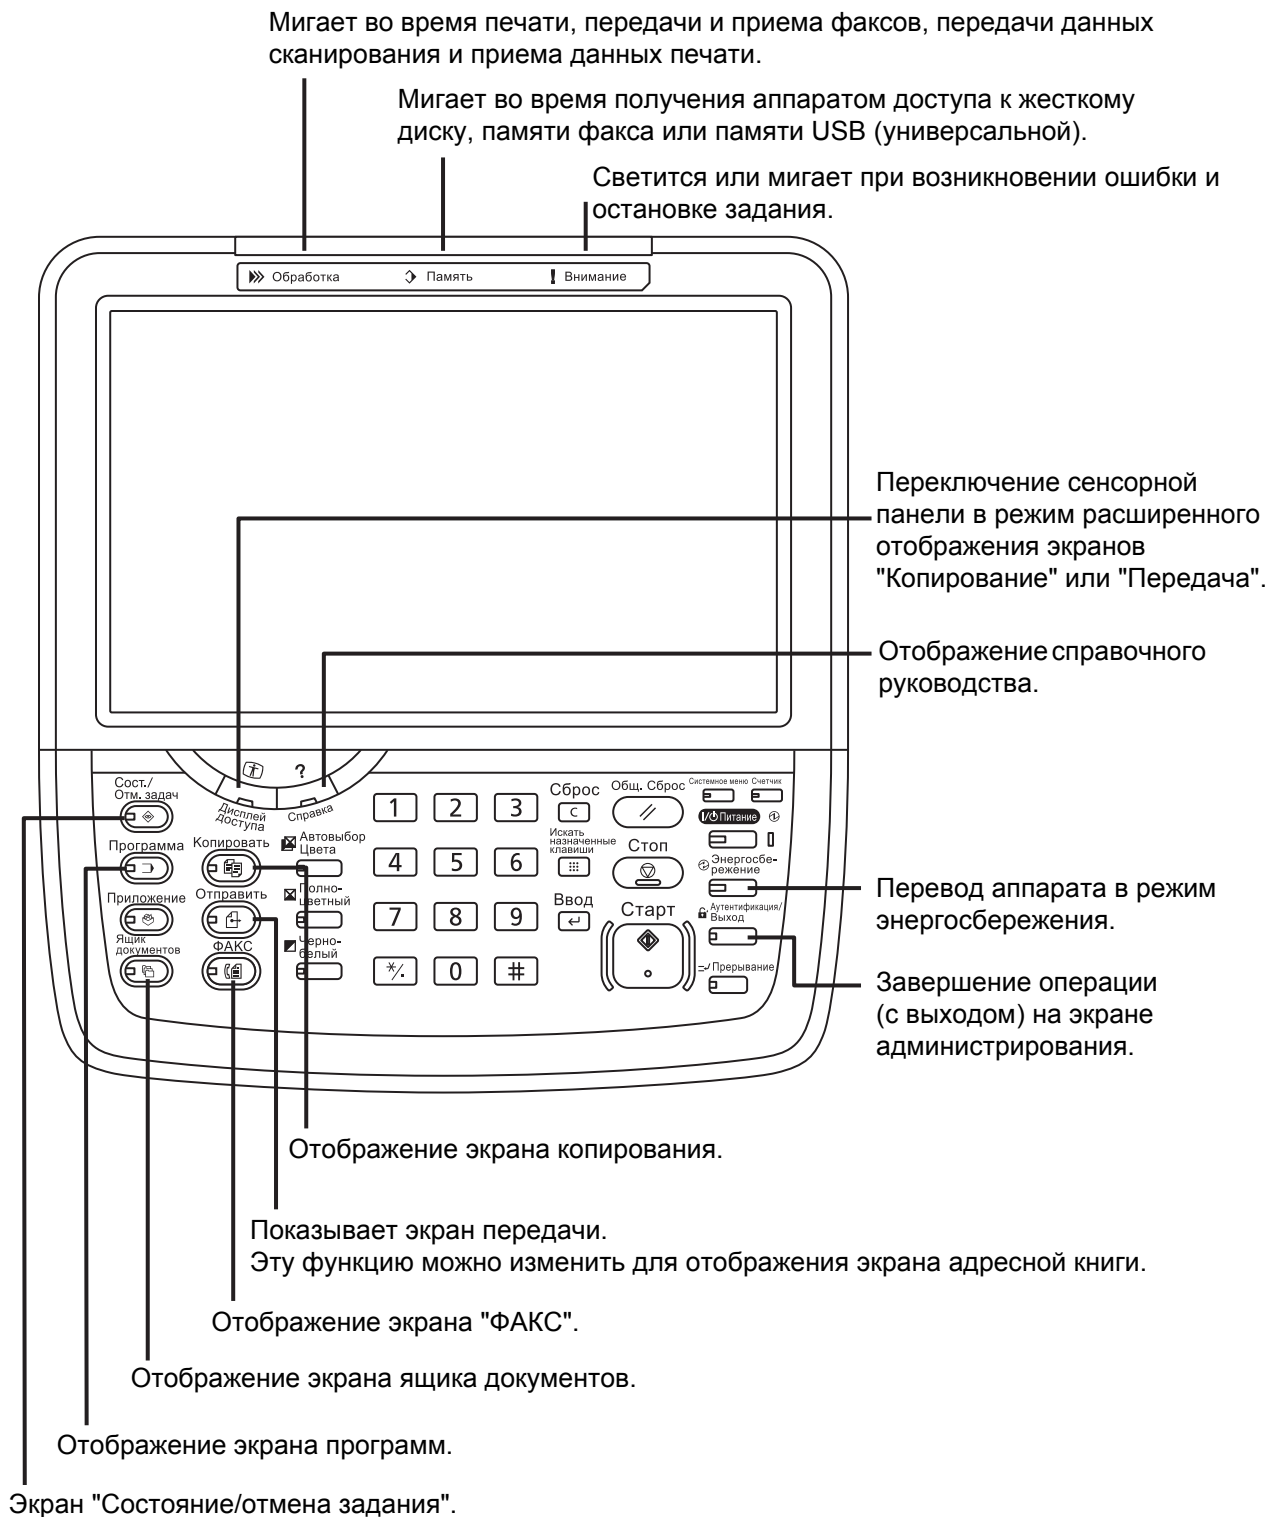 Мигает во время печати, передачи и приема факсов, передачи данных
сканирования и приема данных печати.
Мигает во время получения аппаратом доступа к жесткому
диску, памяти факса или памяти USB (универсальной).
Светится или мигает при возникновении ошибки и
остановке задания.
Обработка
Память
Внимание
Переключение сенсорной
панели в режим расширенного
отображения экранов
"Копирование" или "Передача".
Отображение справочного
руководства.
?
Сост./
Отм. задач
Дисплей
доступа
Справка
Программа
Копировать
Приложение
Отправить
Ящик
документов
ФАКС
Автовыбор
Цвета
Полно-
цветный
Черно-
белый
1 2 3
4 5 6
7 8 9
*/. 0 #
Сброс
C
Искать
назначенные
клавиши
Ввод
Общ. Сброс
Стоп
Старт
Системное меню Счетчик
Питание
Энергосбе-
режение
Аутентификация/
Выход
Прерывание
Перевод аппарата в режим
энергосбережения.
Завершение операции
(с выходом) на экране
администрирования.
Отображение экрана копирования.
Показывает экран передачи.
Эту функцию можно изменить для отображения экрана адресной книги.
Отображение экрана "ФАКС".
Отображение экрана ящика документов.
Отображение экрана программ.
Экран "Состояние/отмена задания".